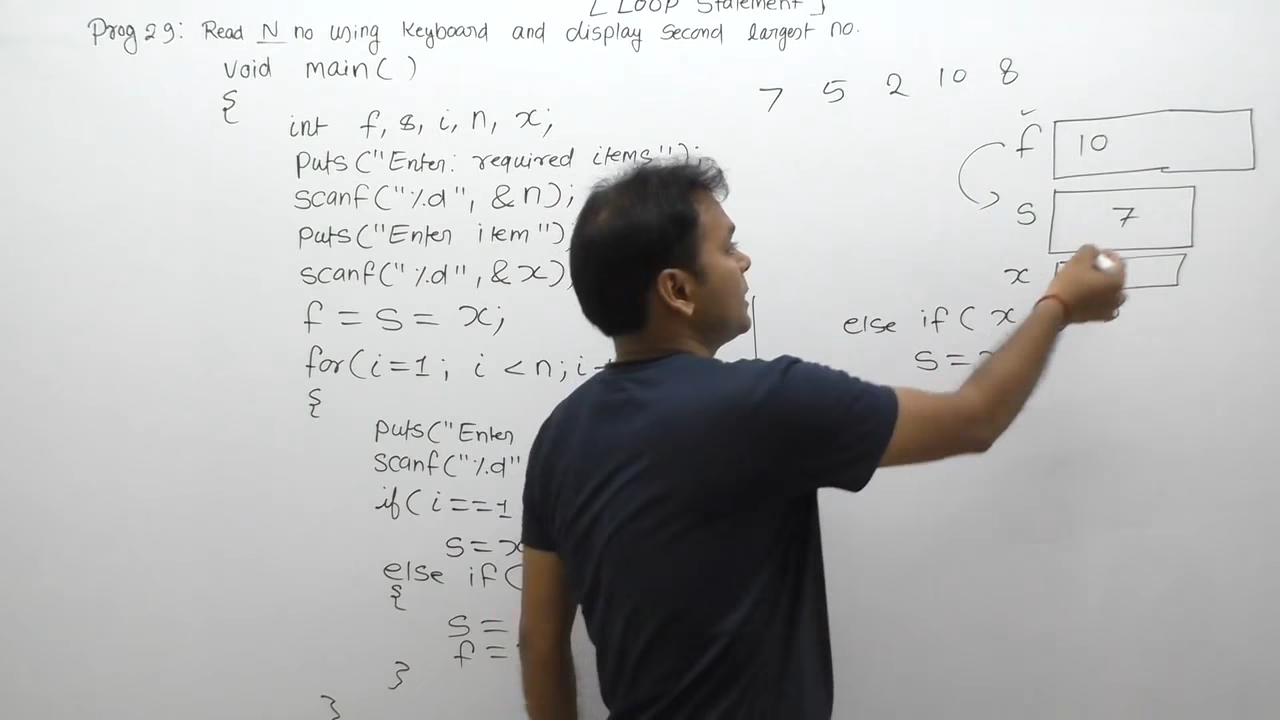 [ Loop Statement ]
Prog 29: Read N no using Keyboard and display second largest no.
void main( )
{
int f, s, i, n, x;
puts("Enter: required items");
scanf("%d", &n);
puts("Enter item")
scanf("%d", &x)
f = s = x;
for(i=1; i<n; i+
{
puts("Enter
scanf("%d"
if(i==1
s=x
else if(
{
s=
f=
}
}
7 5 2 10 8
f 10
s 7
x
else if( x
s=